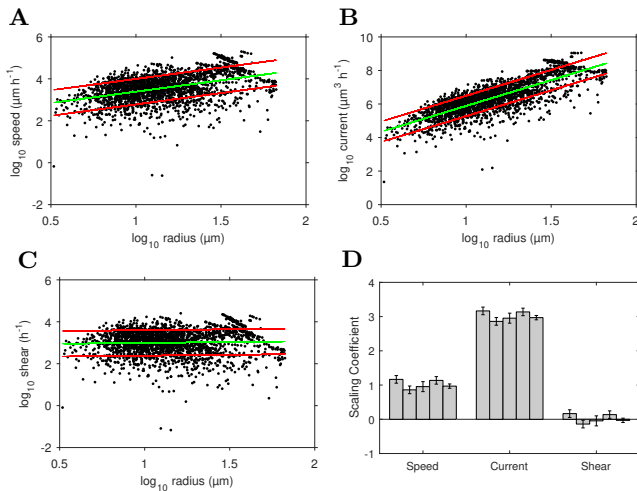 A
log10 speed (µm h-1)
6
4
2
0
-2
0.5
1
1.5
2
log10 radius (µm)
B
log10 current (µm3 h-1)
10
8
6
4
2
0
0.5
1
1.5
2
log10 radius (µm)
C
log10 shear (h-1)
6
4
2
0
-2
0.5
1
1.5
2
log10 radius (µm)
D
Scaling Coefficient
4
3
2
1
0
-1
Speed
Current
Shear